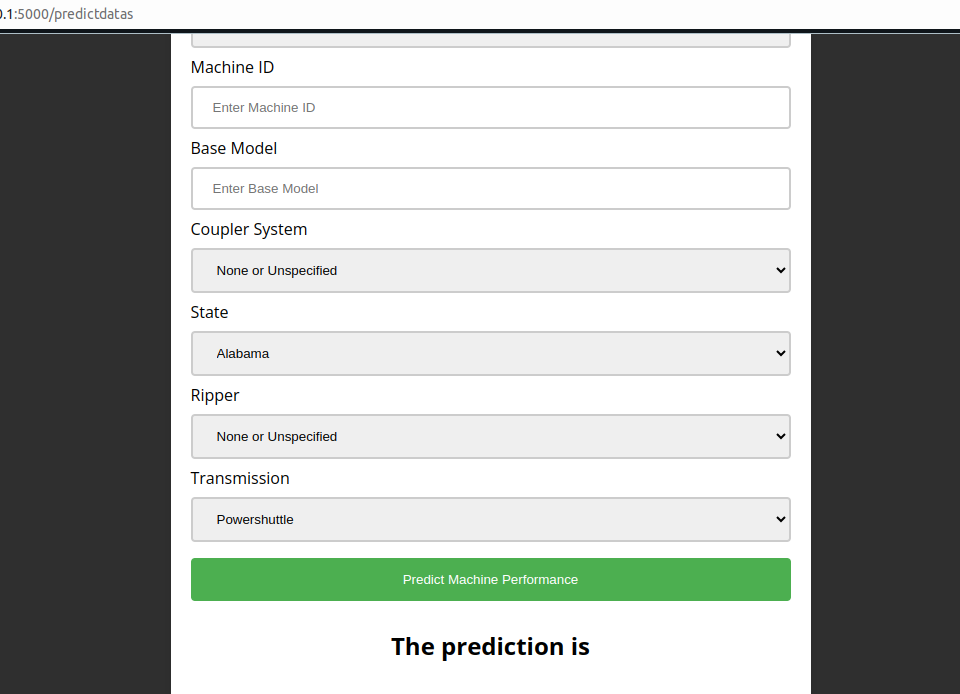 0.1:5000/predictdatas
Machine ID
Enter Machine ID
Base Model
Enter Base Model
Coupler System
None or Unspecified
State
Alabama
Ripper
None or Unspecified
Transmission
Powershuttle
Predict Machine Performance
The prediction is